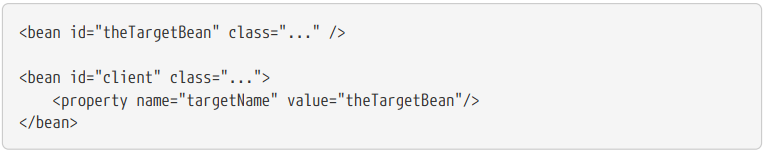 <bean id="theTargetBean" class="..." />
<bean id="client" class="...">
    <property name="targetName" value="theTargetBean"/>
</bean>